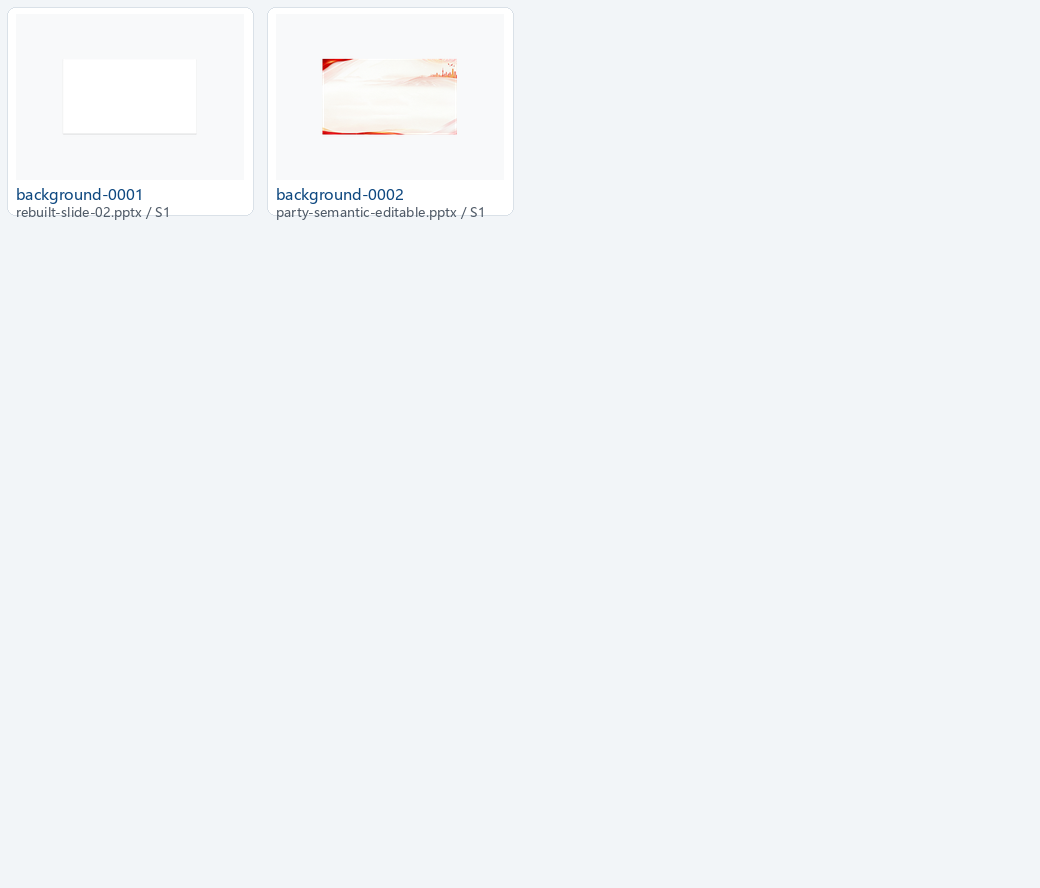 background-0001
rebuilt-slide-02.pptx / S1
background-0002
party-semantic-editable.pptx / S1